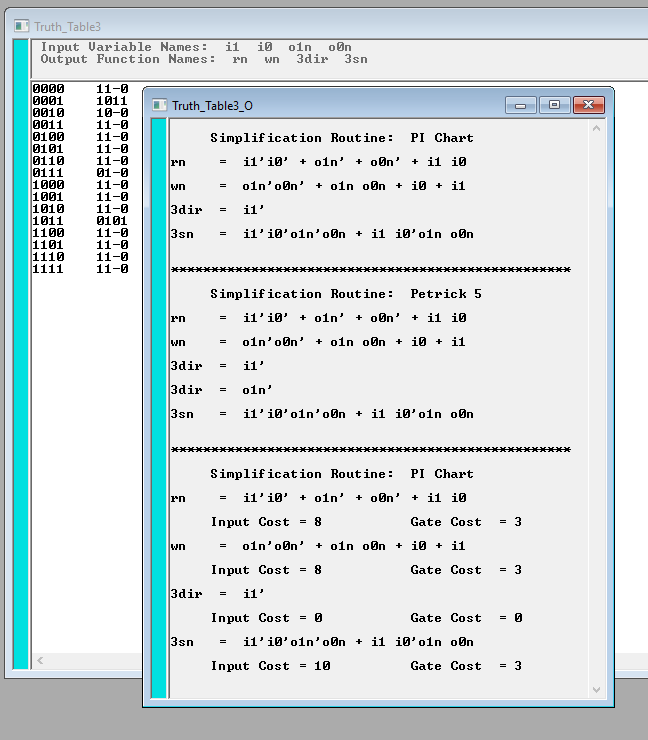 Truth_Table3
Input Variable Names:  i1  i0  o1n  o0n
Output Function Names:  rn  wn  3dir  3sn
0000    11-0
0001    1011
0010    10-0
0011    11-0
0100    11-0
0101    11-0
0110    11-0
0111    01-0
1000    11-0
1001    11-0
1010    11-0
1011    0101
1100    11-0
1101    11-0
1110    11-0
1111    11-0
Truth_Table3_O
Simplification Routine:  PI Chart
rn    =  i1'i0' + o1n' + o0n' + i1 i0
wn    =  o1n'o0n' + o1n o0n + i0 + i1
3dir  =  i1'
3sn   =  i1'i0'o1n'o0n + i1 i0'o1n o0n
**************************************************
Simplification Routine:  Petrick 5
rn    =  i1'i0' + o1n' + o0n' + i1 i0
wn    =  o1n'o0n' + o1n o0n + i0 + i1
3dir  =  i1'
3dir  =  o1n'
3sn   =  i1'i0'o1n'o0n + i1 i0'o1n o0n
**************************************************
Simplification Routine:  PI Chart
rn    =  i1'i0' + o1n' + o0n' + i1 i0
Input Cost = 8           Gate Cost  = 3
wn    =  o1n'o0n' + o1n o0n + i0 + i1
Input Cost = 8           Gate Cost  = 3
3dir  =  i1'
Input Cost = 0           Gate Cost  = 0
3sn   =  i1'i0'o1n'o0n + i1 i0'o1n o0n
Input Cost = 10          Gate Cost  = 3